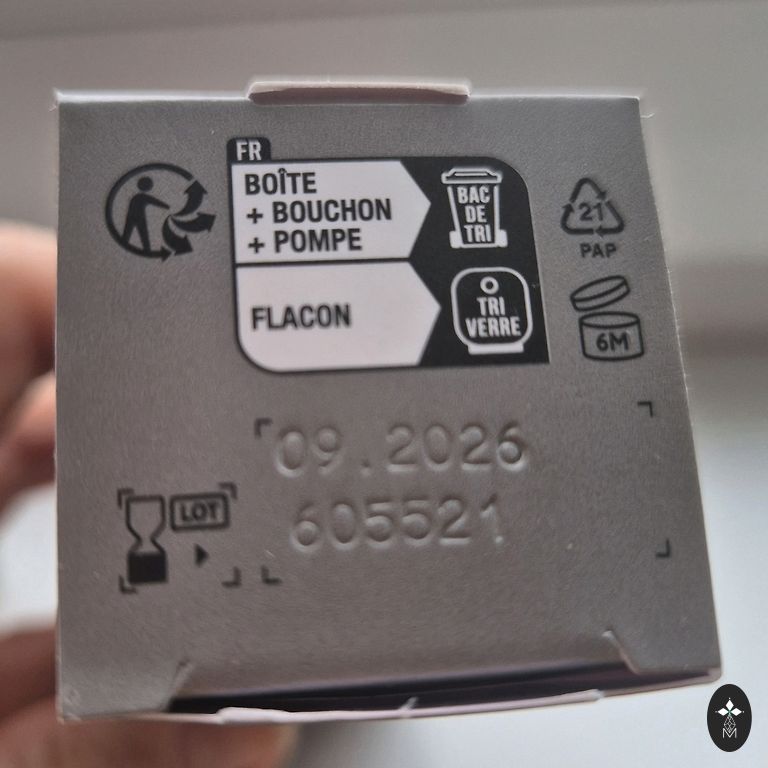 FR
BOÎTE
+ BOUCHON
+ POMPE
BAC
DE
TRI
FLACON
TRI
VERRE
21
PAP
6M
09.2026
605521
LOT
M